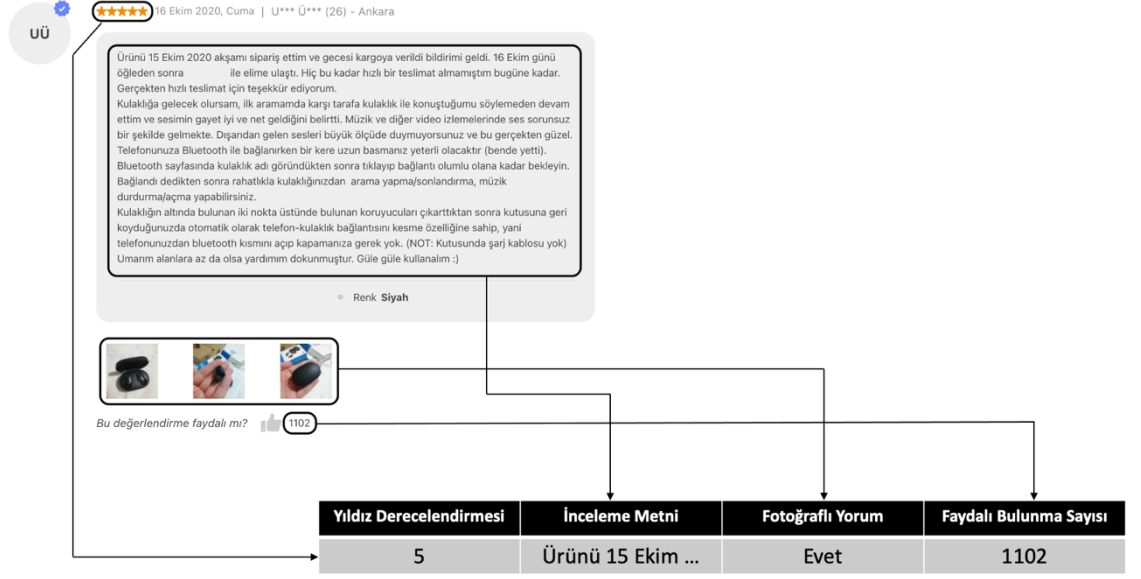 UÜ
16 Ekim 2020, Cuma | U*** Ü*** (26) - Ankara
Ürünü 15 Ekim 2020 akşamı sipariş ettim ve gecesi kargoya verildi bildirimi geldi. 16 Ekim günü
öğleden sonra ile elime ulaştı. Hiç bu kadar hızlı bir teslimat almamıştım bugüne kadar.
Gerçekten hızlı teslimat için teşekkür ediyorum.
Kulaklığa gelecek olursam, ilk aramamda karşı tarafa kulaklık ile konuştuğumu söylemeden devam
ettim ve sesimin gayet iyi ve net geldiğini belirtti. Müzik ve diğer video izlemelerinde ses sorunsuz
bir şekilde gelmekte. Dışarıdan gelen sesleri büyük ölçüde duymuyorsunuz ve bu gerçekten güzel.
Telefonunuza Bluetooth ile bağlanırken bir kere uzun basmanız yeterli olacaktır (bende yetti).
Bluetooth sayfasında kulaklık adı göründükten sonra tıklayıp bağlantı olumlu olana kadar bekleyin.
Bağlandı dedikten sonra rahatlıkla kulaklığınızdan arama yapma/sonlandırma, müzik
durdurma/açma yapabilirsiniz.
Kulaklığın altında bulunan iki nokta üstünde bulunan koruyucuları çıkarttıktan sonra kutusuna geri
koyduğunuzda otomatik olarak telefon-kulaklık bağlantısını kesme özelliğine sahip, yani
telefonunuzdan bluetooth kısmını açıp kapamanıza gerek yok. (NOT: Kutusunda şarj kablosu yok)
Umarım alanlara az da olsa yardımım dokunmuştur. Güle güle kullanalım :)
Renk Siyah
Bu değerlendirme faydalı mı? 1102
Yıldız Derecelendirmesi İnceleme Metni Fotoğraflı Yorum Faydalı Bulunma Sayısı
5 Ürünü 15 Ekim ... Evet 1102